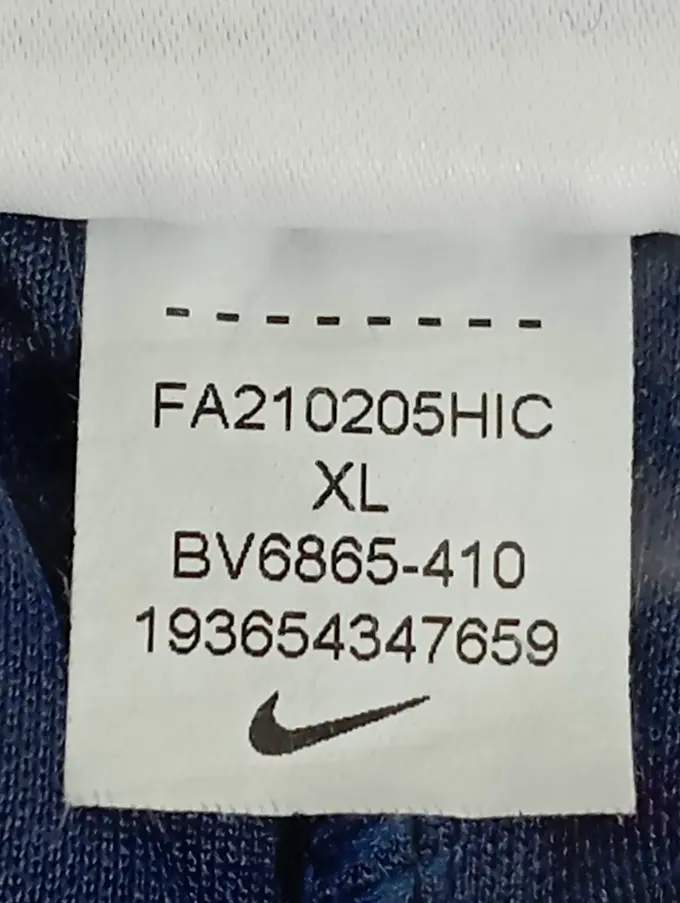 --------
FA210205HIC
XL
BV6865-410
193654347659